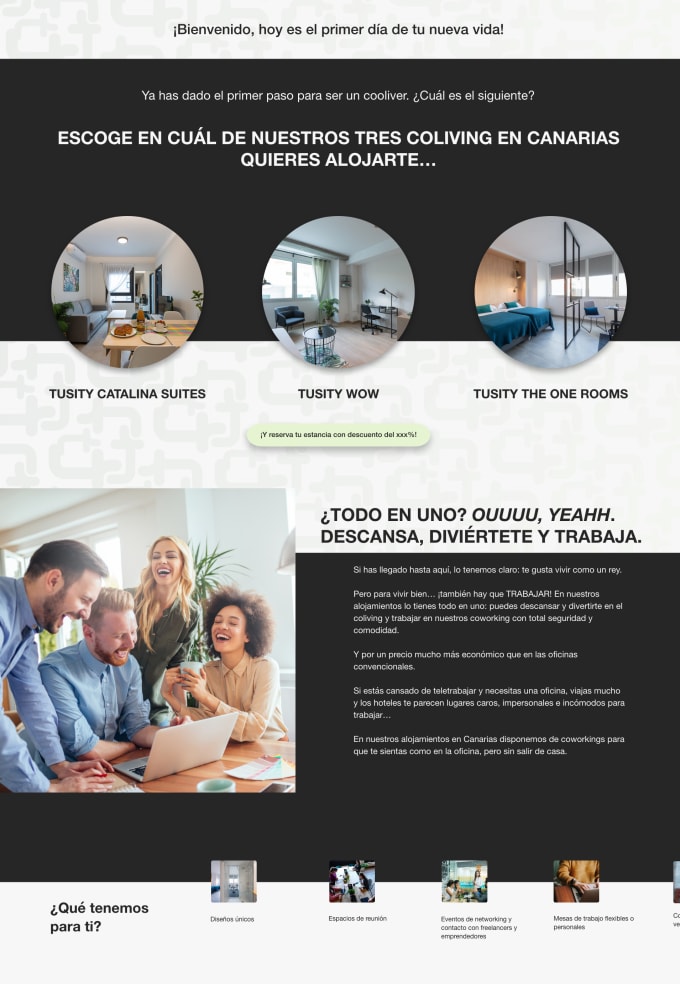 ¡Bienvenido, hoy es el primer día de tu nueva vida!
Ya has dado el primer paso para ser un cooliver. ¿Cuál es el siguiente?
ESCOGE EN CUÁL DE NUESTROS TRES COLIVING EN CANARIAS
QUIERES ALOJARTE…
TUSITY CATALINA SUITES
TUSITY WOW
TUSITY THE ONE ROOMS
¡Y reserva tu estancia con descuento del xxx%!
¿TODO EN UNO? OUUUU, YEAHH.
DESCANSA, DIVIÉRTETE Y TRABAJA.
Si has llegado hasta aquí, lo tenemos claro: te gusta vivir como un rey.
Pero para vivir bien… ¡también hay que TRABAJAR! En nuestros
alojamientos lo tienes todo en uno: puedes descansar y divertirte en el
coliving y trabajar en nuestros coworking con total seguridad y
comodidad.
Y por un precio mucho más económico que en las oficinas
convencionales.
Si estás cansado de teletrabajar y necesitas una oficina, viajas mucho
y los hoteles te parecen lugares caros, impersonales e incómodos para
trabajar…
En nuestros alojamientos en Canarias disponemos de coworkings para
que te sientas como en la oficina, pero sin salir de casa.
¿Qué tenemos
para ti?
Diseños únicos
Espacios de reunión
Eventos de networking y
contacto con freelancers y
emprendedores
Mesas de trabajo flexibles o
personales